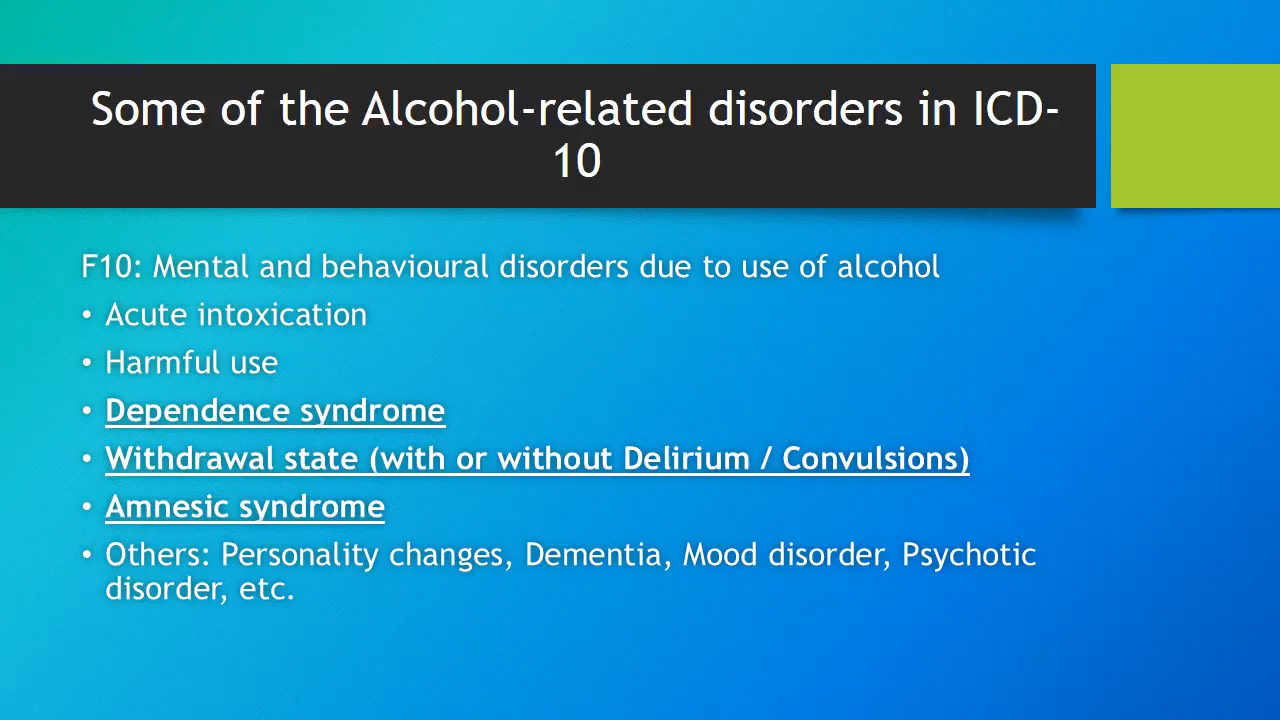 Some of the Alcohol-related disorders in ICD-
10
F10: Mental and behavioural disorders due to use of alcohol
• Acute intoxication
• Harmful use
• Dependence syndrome
• Withdrawal state (with or without Delirium / Convulsions)
• Amnesic syndrome
• Others: Personality changes, Dementia, Mood disorder, Psychotic
disorder, etc.